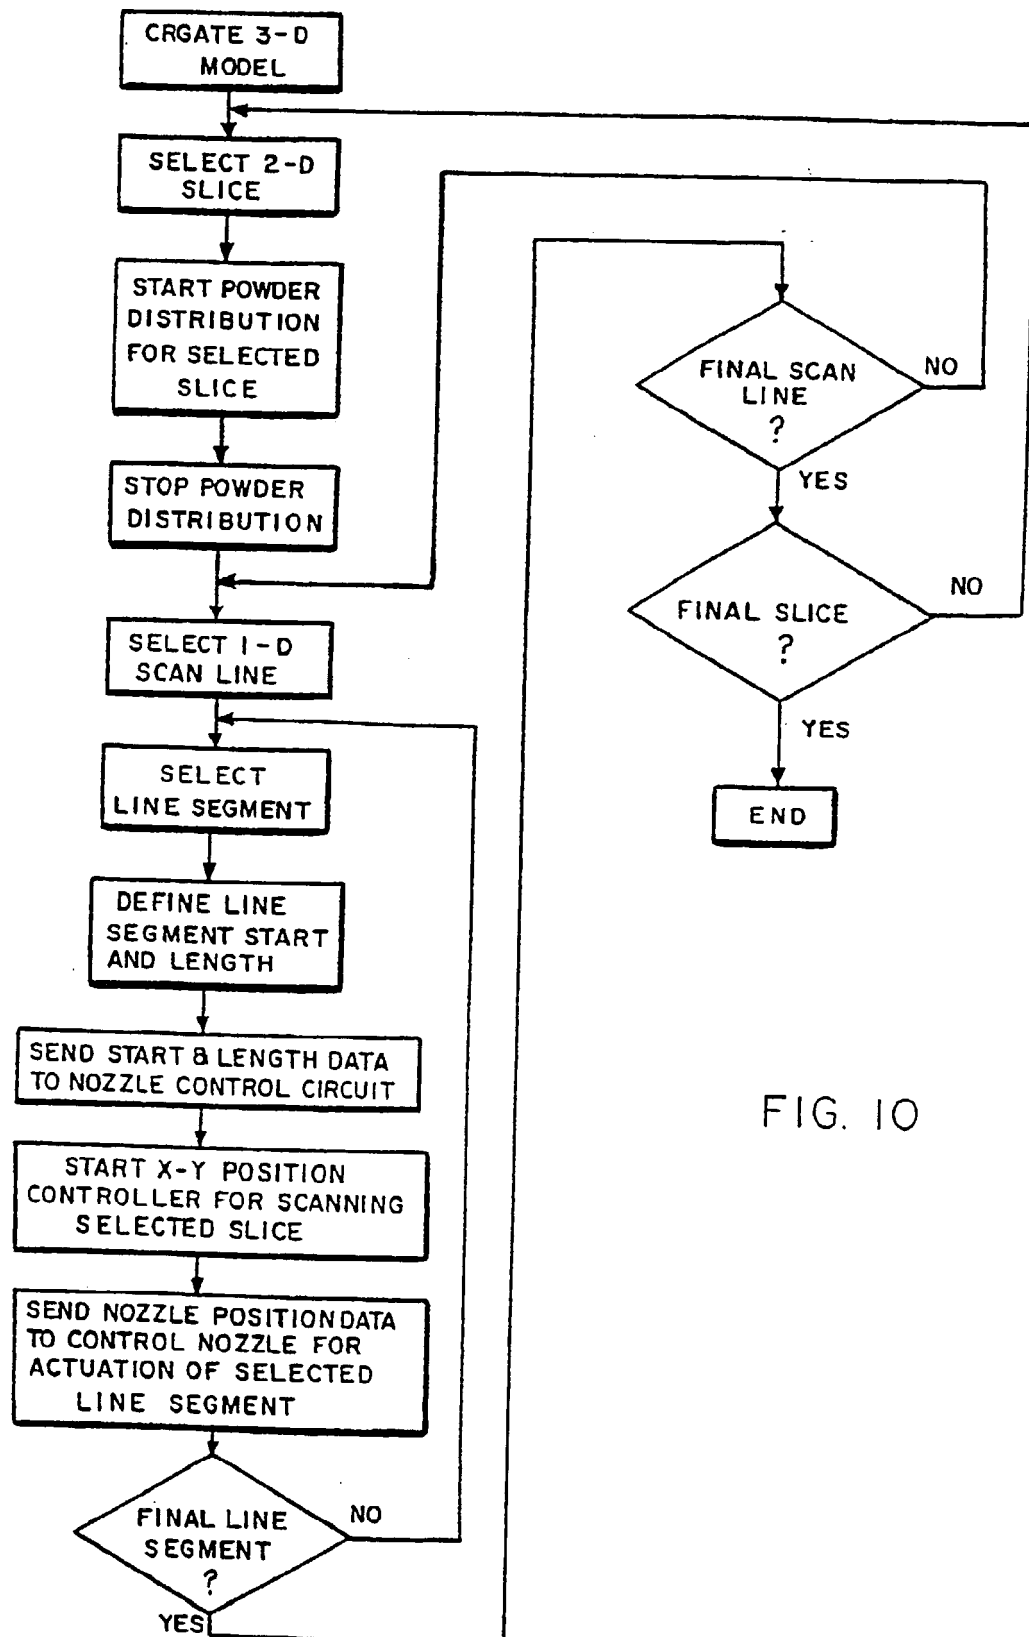 CRGATE 3-D
MODEL
SELECT 2-D
SLICE
START POWDER
DISTRIBUTION
FOR SELECTED
SLICE
STOP POWDER
DISTRIBUTION
SELECT 1-D
SCAN LINE
SELECT
LINE SEGMENT
DEFINE LINE
SEGMENT START
AND LENGTH
SEND START & LENGTH DATA
TO NOZZLE CONTROL CIRCUIT
START X-Y POSITION
CONTROLLER FOR SCANNING
SELECTED SLICE
SEND NOZZLE POSITION DATA
TO CONTROL NOZZLE FOR
ACTUATION OF SELECTED
LINE SEGMENT
FINAL LINE
SEGMENT
?
NO
YES
FINAL SCAN
LINE
?
NO
YES
FINAL SLICE
?
NO
YES
END
FIG. 10